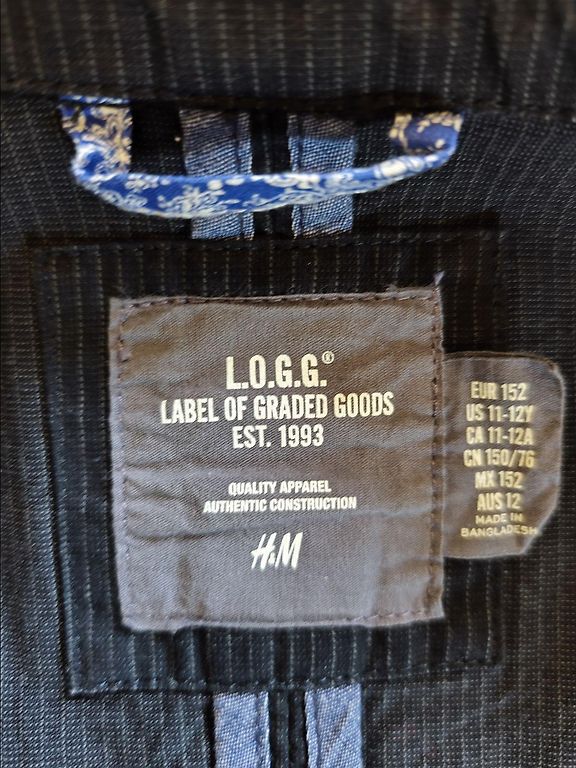 L.O.G.G.®
LABEL OF GRADED GOODS
EST. 1993
QUALITY APPAREL
AUTHENTIC CONSTRUCTION
H&M
EUR 152
US 11-12Y
CA 11-12A
CN 150/76
MX 152
AUS 12
MADE IN
BANGLADESH